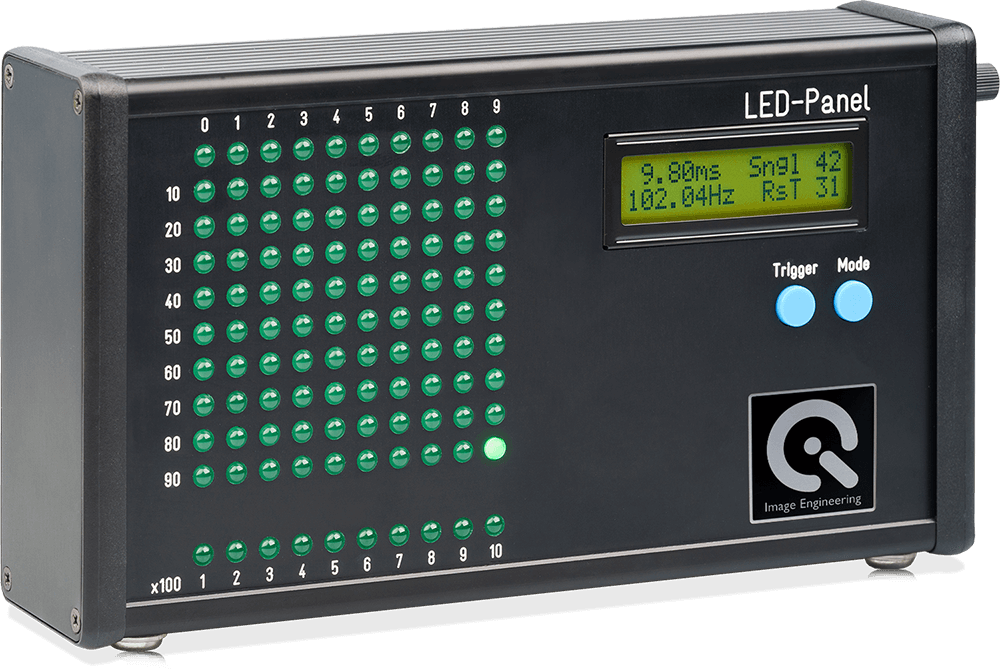 LED-Panel
0 1 2 3 4 5 6 7 8 9
10
20
30
40
50
60
70
80
90
x100 1 2 3 4 5 6 7 8 9 10
9.80ms Sngl 42
102.04Hz RsT 31
Trigger Mode
Image Engineering